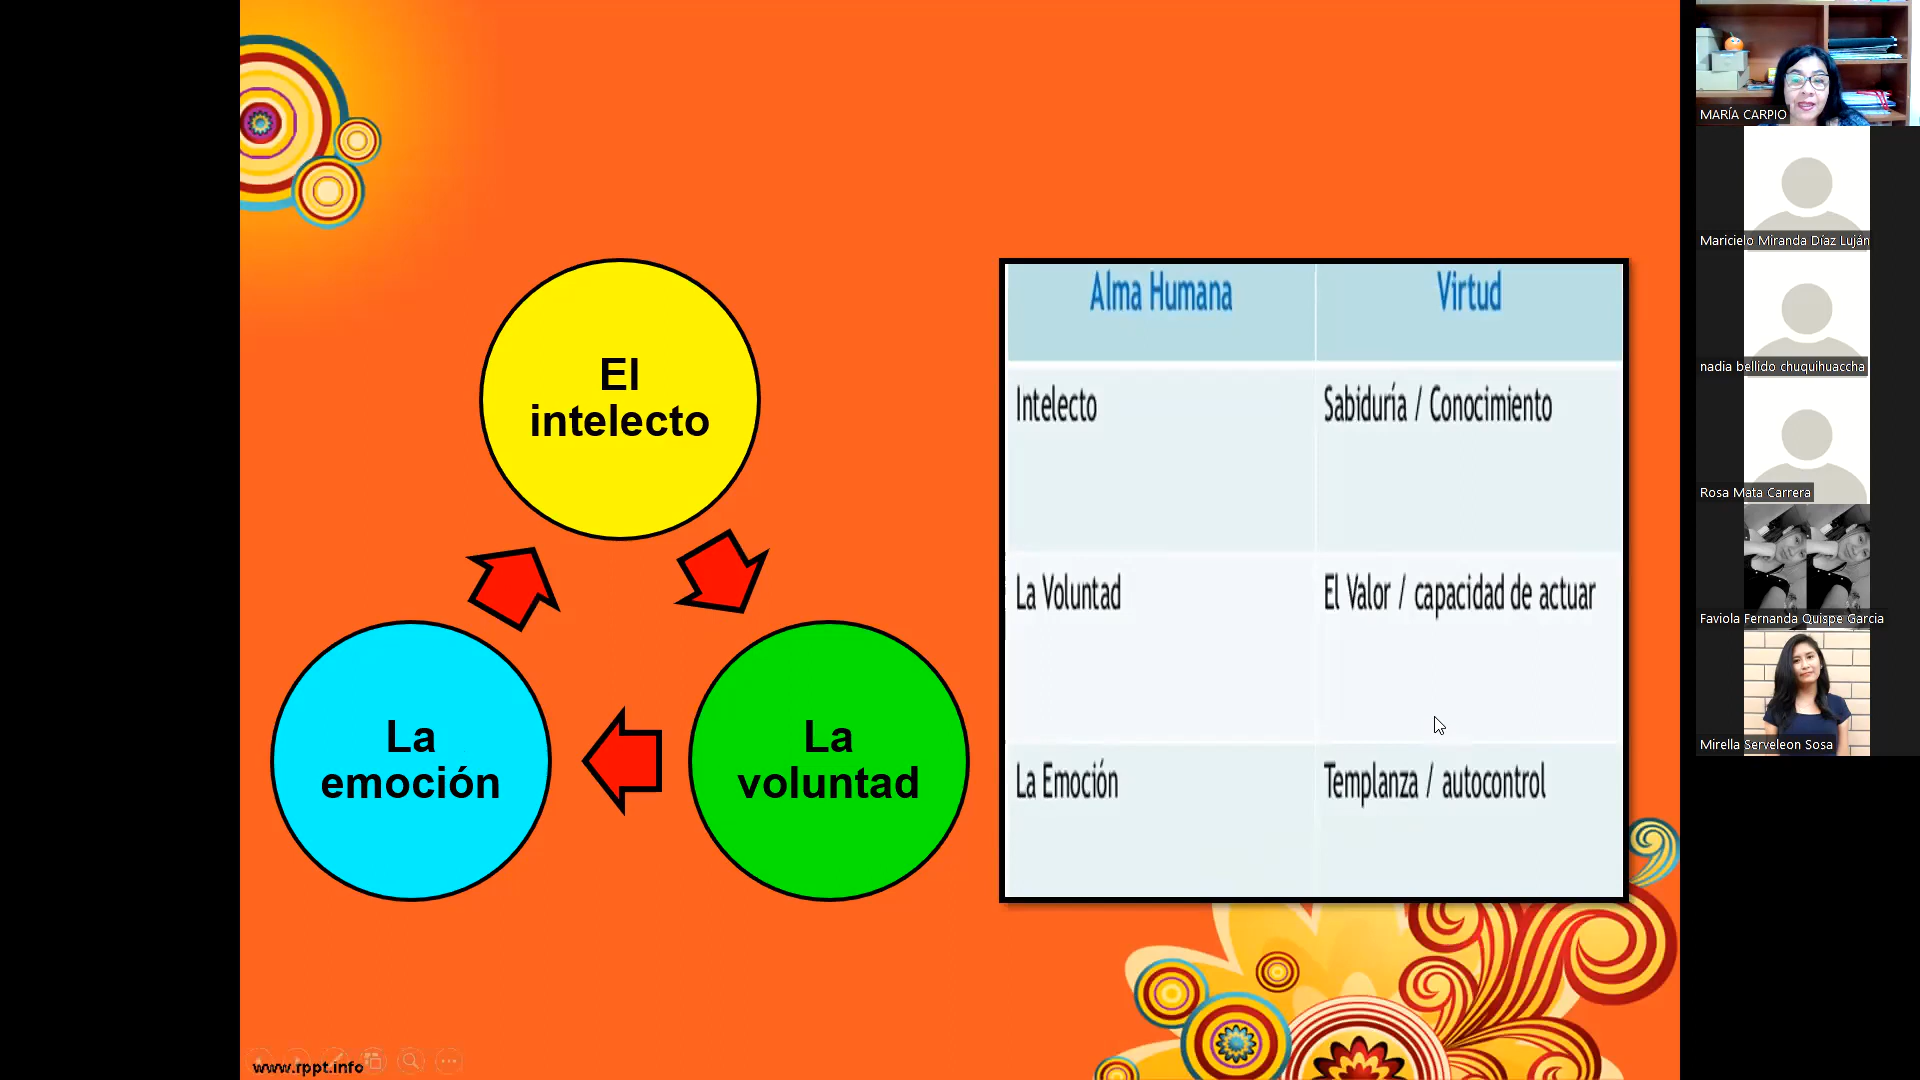 El
intelecto
La
voluntad
La
emoción
Alma Humana
Virtud
Intelecto
Sabiduría / Conocimiento
La Voluntad
El Valor / capacidad de actuar
La Emoción
Templanza / autocontrol
www.rppt.info
MARÍA CARPIO
Maricielo Miranda Díaz Luján
nadia bellido chuquihuaccha
Rosa Mata Carrera
Faviola Fernanda Quispe Garcia
Mirella Serveleon Sosa